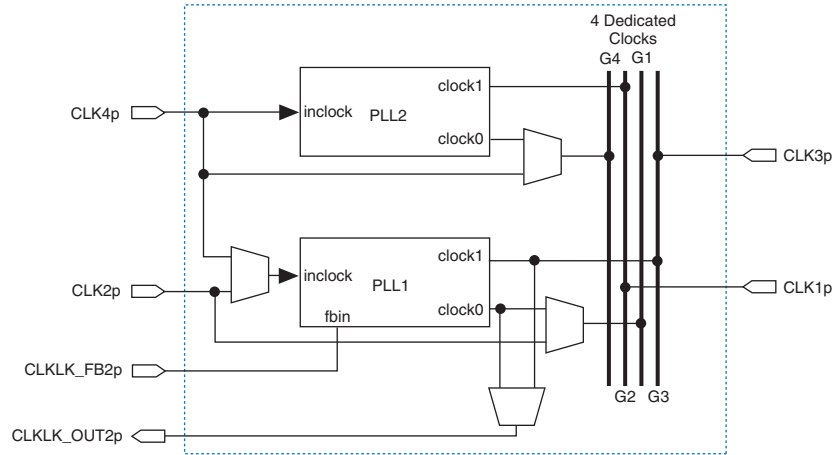 4 Dedicated
Clocks
G4 G1
clock1
CLK4p
inclock
PLL2
clock0
CLK3p
clock1
inclock
CLK2p
PLL1
CLK1p
clock0
fbin
CLKLK_FB2p
G2 G3
CLKLK_OUT2p